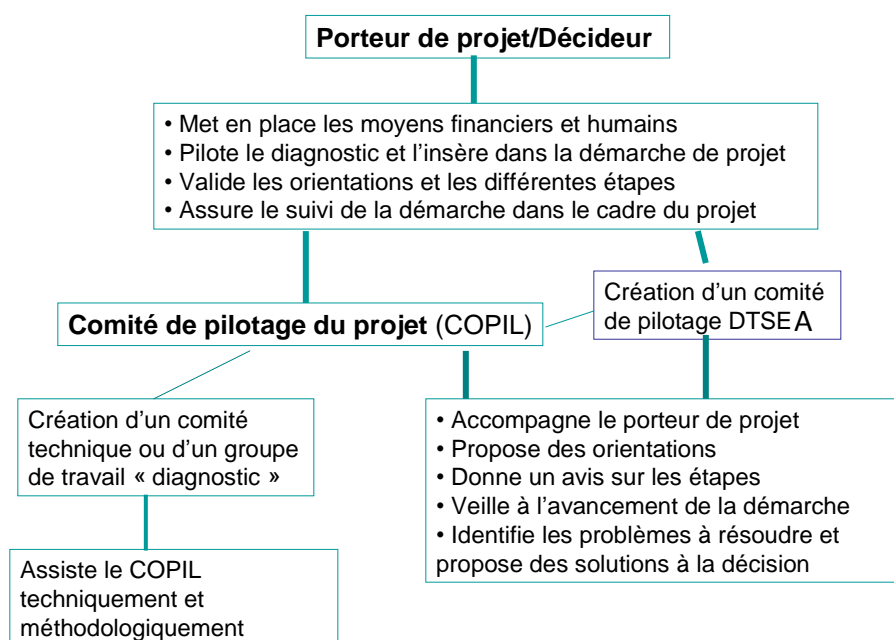 Porteur de projet/Décideur
• Met en place les moyens financiers et humains
• Pilote le diagnostic et l’insère dans la démarche de projet
• Valide les orientations et les différentes étapes
• Assure le suivi de la démarche dans le cadre du projet
Comité de pilotage du projet (COPIL)
Création d’un comité
de pilotage DTSEA
Création d’un comité
technique ou d’un groupe
de travail « diagnostic »
• Accompagne le porteur de projet
• Propose des orientations
• Donne un avis sur les étapes
• Veille à l’avancement de la démarche
• Identifie les problèmes à résoudre et
propose des solutions à la décision
Assiste le COPIL
techniquement et
méthodologiquement